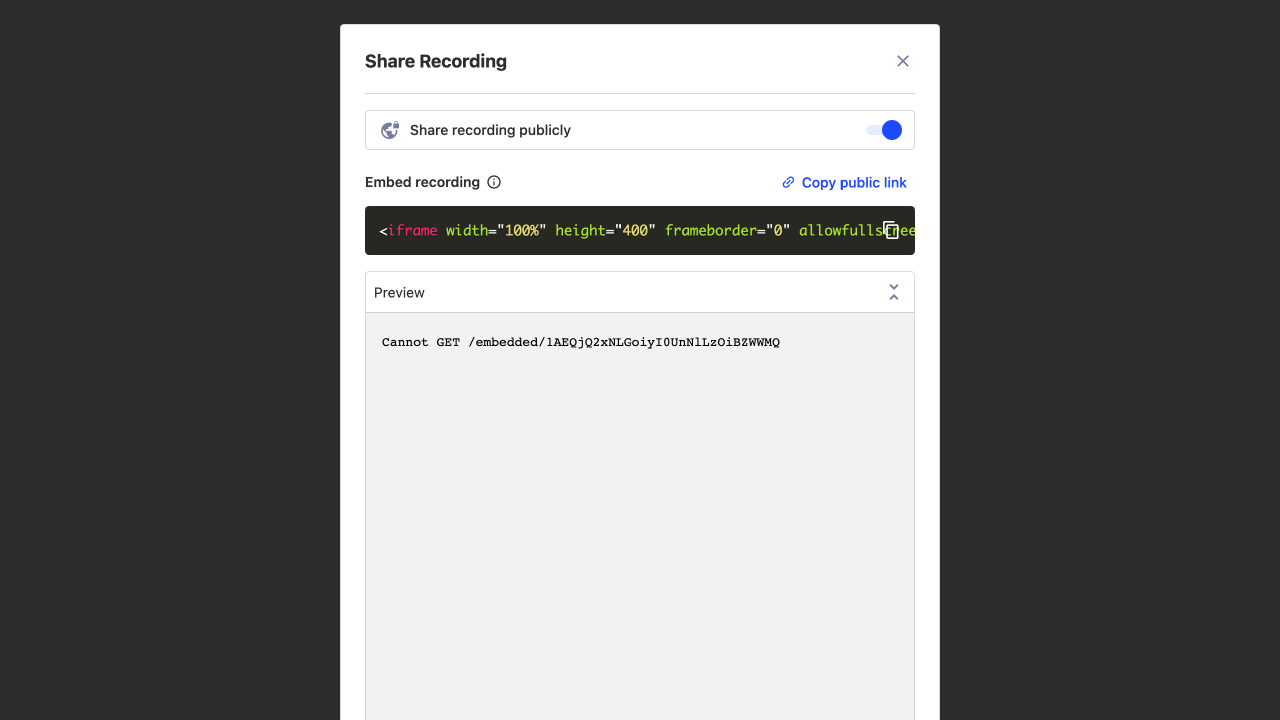 Share Recording
Share recording publicly
Embed recording
Copy public link
<iframe width="100%" height="400" frameborder="0" allowfullscree
Preview
Cannot GET /embedded/1AEQjQ2xNLGoiyI0UnNlLzOiBZWWMQ